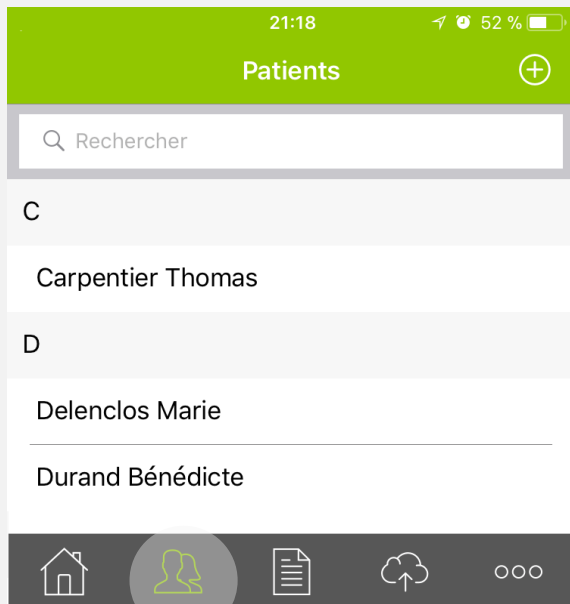 21:18
52 %
Patients
Rechercher
C
Carpentier Thomas
D
Delenclos Marie
Durand Bénédicte